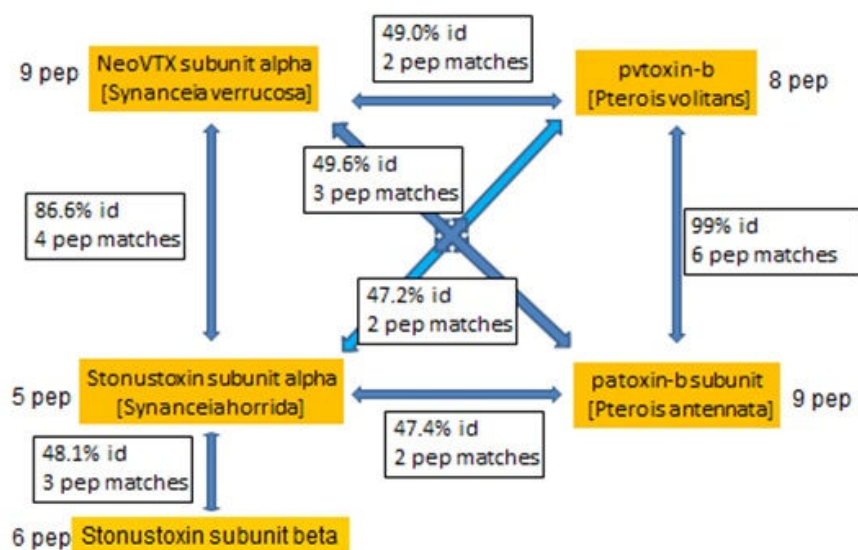 49.0% id
2 pep matches
9 pep
NeoVTX subunit alpha
[Synanceia verrucosa]
pvtoxin-b
[Pterois volitans]
8 pep
49.6% id
3 pep matches
86.6% id
4 pep matches
99% id
6 pep matches
47.2% id
2 pep matches
5 pep
Stonustoxin subunit alpha
[Synanceiahorrida]
patoxin-b subunit
[Pterois antennata]
9 pep
47.4% id
2 pep matches
48.1% id
3 pep matches
6 pep
Stonustoxin subunit beta